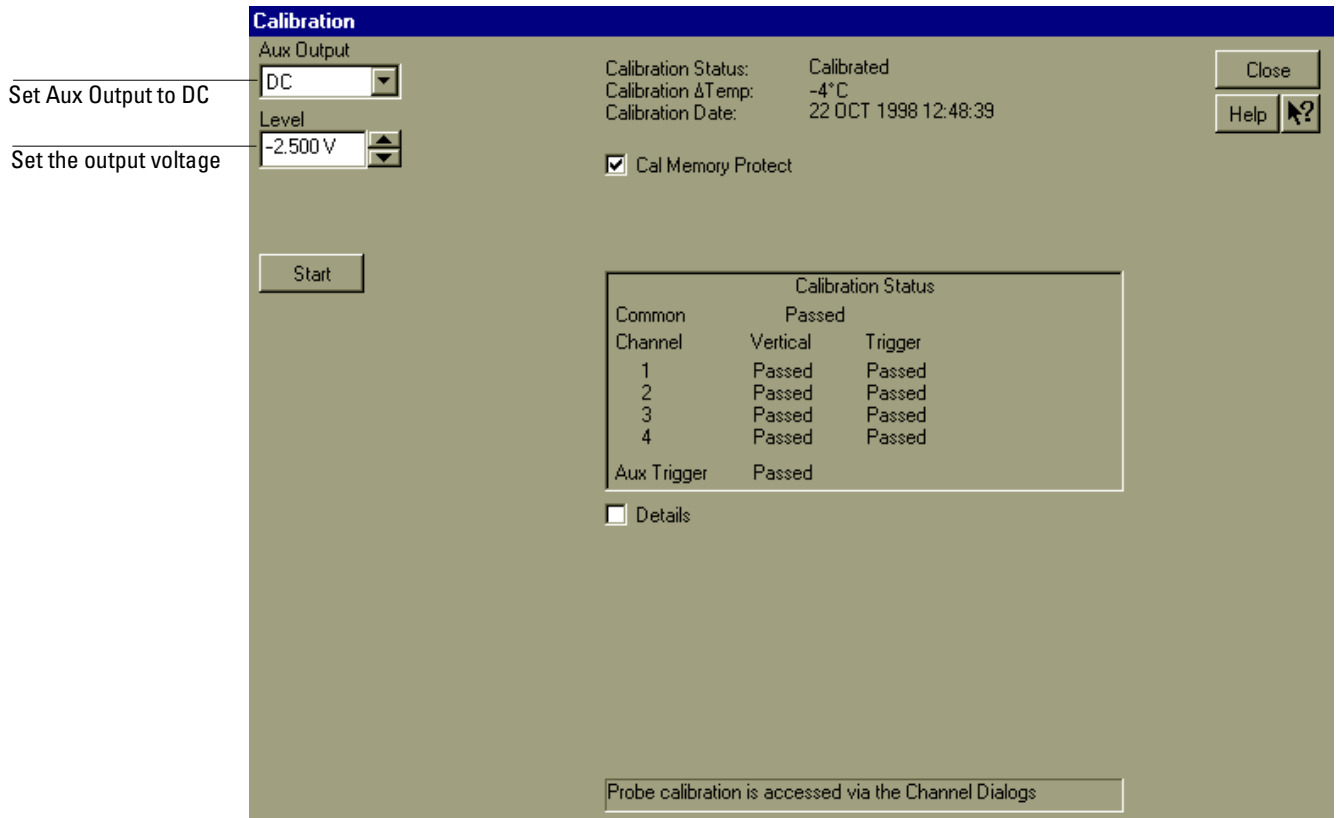 Calibration
Aux Output
DC
Set Aux Output to DC
Level
-2.500 V
Set the output voltage
Start
Calibration Status: Calibrated
Calibration ΔTemp: -4°C
Calibration Date: 22 OCT 1998 12:48:39
Cal Memory Protect
Close
Help ?
Calibration Status
Common Passed
Channel Vertical Trigger
1 Passed Passed
2 Passed Passed
3 Passed Passed
4 Passed Passed
Aux Trigger Passed
Details
Probe calibration is accessed via the Channel Dialogs